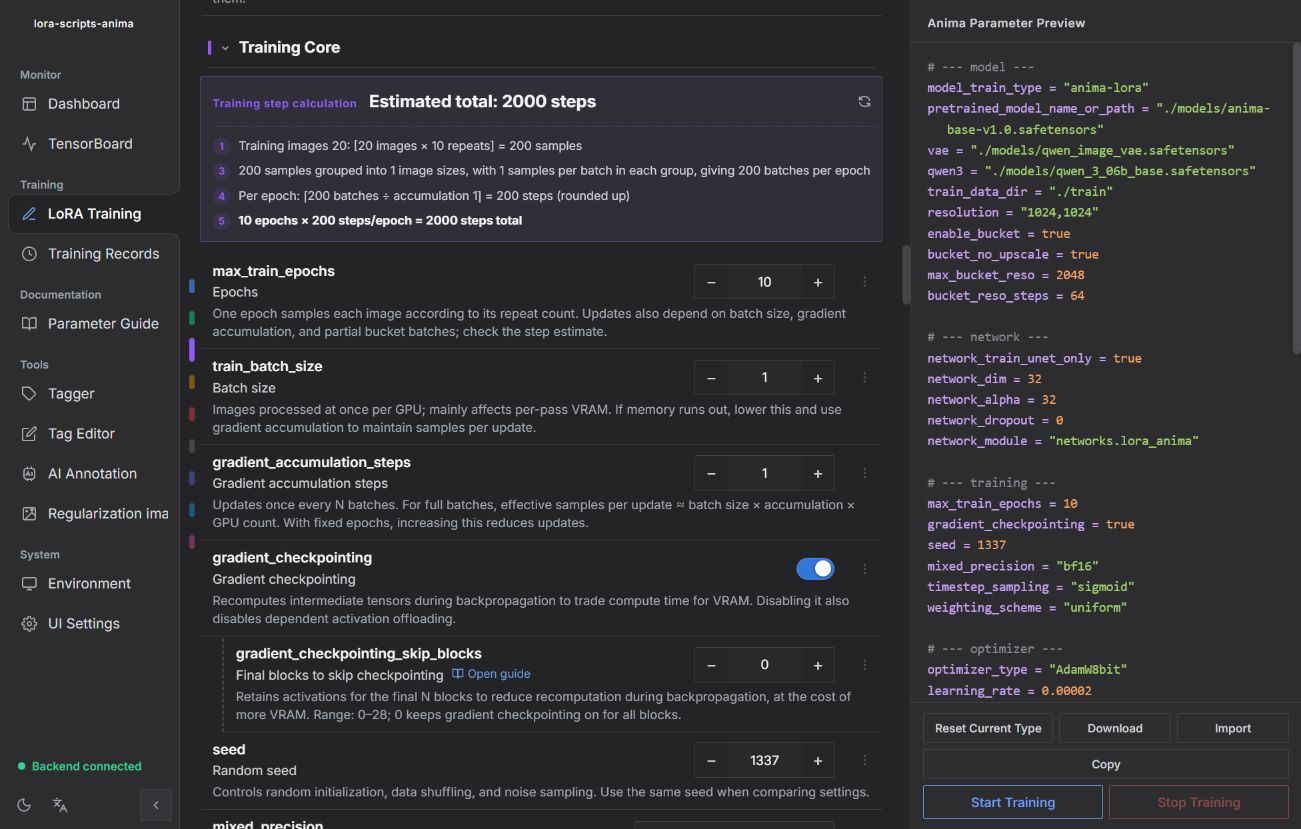 lora-scripts-anima
Monitor
Dashboard
TensorBoard
Training
LoRA Training
Training Records
Documentation
Parameter Guide
Tools
Tagger
Tag Editor
AI Annotation
Regularization ima
System
Environment
UI Settings
Backend connected
them.
Training Core
Training step calculation Estimated total: 2000 steps
1 Training images 20: [20 images × 10 repeats] = 200 samples
3 200 samples grouped into 1 image sizes, with 1 samples per batch in each group, giving 200 batches per epoch
4 Per epoch: ⌈200 batches ÷ accumulation 1⌉ = 200 steps (rounded up)
5 10 epochs × 200 steps/epoch = 2000 steps total
max_train_epochs
Epochs
− 10 +
One epoch samples each image according to its repeat count. Updates also depend on batch size, gradient
accumulation, and partial bucket batches; check the step estimate.
train_batch_size
Batch size
− 1 +
Images processed at once per GPU; mainly affects per-pass VRAM. If memory runs out, lower this and use
gradient accumulation to maintain samples per update.
gradient_accumulation_steps
Gradient accumulation steps
− 1 +
Updates once every N batches. For full batches, effective samples per update ≈ batch size × accumulation ×
GPU count. With fixed epochs, increasing this reduces updates.
gradient_checkpointing
Gradient checkpointing
Recomputes intermediate tensors during backpropagation to trade compute time for VRAM. Disabling it also
disables dependent activation offloading.
gradient_checkpointing_skip_blocks
Final blocks to skip checkpointing Open guide
− 0 +
Retains activations for the final N blocks to reduce recomputation during backpropagation, at the cost of
more VRAM. Range: 0–28; 0 keeps gradient checkpointing on for all blocks.
seed
Random seed
− 1337 +
Controls random initialization, data shuffling, and noise sampling. Use the same seed when comparing settings.
mixed_precision
Anima Parameter Preview
# --- model ---
model_train_type = "anima-lora"
pretrained_model_name_or_path = "./models/anima-
base-v1.0.safetensors"
vae = "./models/qwen_image_vae.safetensors"
qwen3 = "./models/qwen_3_06b_base.safetensors"
train_data_dir = "./train"
resolution = "1024,1024"
enable_bucket = true
bucket_no_upscale = true
max_bucket_reso = 2048
bucket_reso_steps = 64
# --- network ---
network_train_unet_only = true
network_dim = 32
network_alpha = 32
network_dropout = 0
network_module = "networks.lora_anima"
# --- training ---
max_train_epochs = 10
gradient_checkpointing = true
seed = 1337
mixed_precision = "bf16"
timestep_sampling = "sigmoid"
weighting_scheme = "uniform"
# --- optimizer ---
optimizer_type = "AdamW8bit"
learning_rate = 0.00002
Reset Current Type
Download
Import
Copy
Start Training
Stop Training